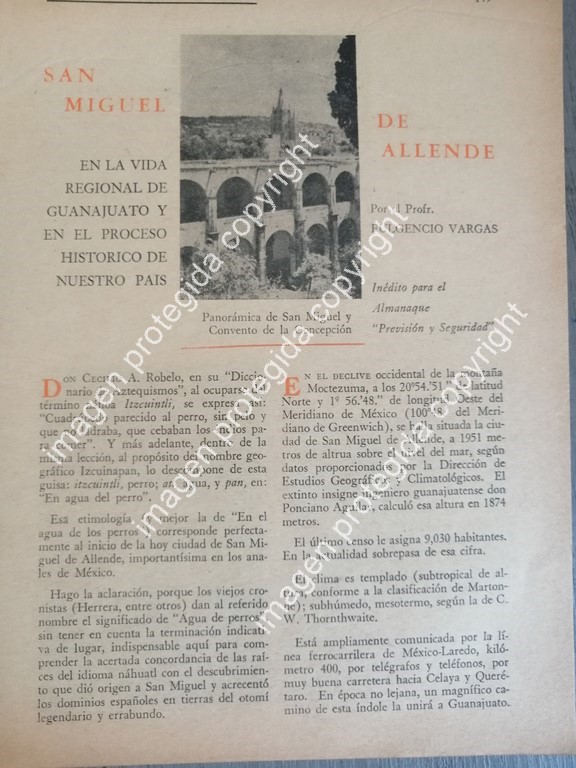 SAN
MIGUEL
EN LA VIDA
REGIONAL DE
GUANAJUATO Y
EN EL PROCESO
HISTORICO DE
NUESTRO PAIS
DE
ALLENDE
Por el Profr.
FULGENCIO VARGAS
Inédito para el
Almanaque
"Previsión y Seguridad"
Panorámica de San Miguel y
Convento de la Concepción
DON CECILIO A. Robelo, en su "Diccio-
nario de Aztequismos", al ocuparse del
término Itzcuintli, se expresa así:
"Cuadrúpedo parecido al perro, sin pelo y
que no ladraba, que cebaban los indios pa-
ra comer". Y más adelante, dentro de la
misma lección, al propósito del nombre geo-
gráfico Izcuinapan, lo descompone de esta
guisa: itzcuintli, perro; atl, agua, y pan, en:
"En agua del perro".
Esa etimología o mejor la de "En el
agua de los perros", corresponde perfecta-
mente al inicio de la hoy ciudad de San Mi-
guel de Allende, importantísima en los ana-
les de México.
Hago la aclaración, porque los viejos cro-
nistas (Herrera, entre otros) dan al referido
nombre el significado de "Agua de perros",
sin tener en cuenta la terminación indicati-
va de lugar, indispensable aquí para com-
prender la acertada concordancia de las raí-
ces del idioma náhuatl con el descubrimien-
to que dió origen a San Miguel y acrecentó
los dominios españoles en tierras del otomí
legendario y errabundo.
EN EL DECLIVE occidental de la montaña
Moctezuma, a los 20°54.'51." de latitud
Norte y 1° 56.'48." de longitud Oeste del
Meridiano de México (100° del Meri-
diano de Greenwich), se halla situada la ciu-
dad de San Miguel de Allende, a 1951 me-
tros de altura sobre el nivel del mar, según
datos proporcionados por la Dirección de
Estudios Geográficos y Climatológicos. El
extinto insigne ingeniero guanajuatense don
Ponciano Aguilar, calculó esa altura en 1874
metros.
El último censo le asigna 9,030 habitantes.
En la actualidad sobrepasa de esa cifra.
El clima es templado (subtropical de al-
tura, conforme a la clasificación de Marton-
ne); subhúmedo, mesotermo, según la de C.
W. Thornthwaite.
Está ampliamente comunicada por la lí-
nea ferrocarrilera de México-Laredo, kiló-
metro 400, por telégrafos y teléfonos, por
muy buena carretera hacia Celaya y Queré-
taro. En época no lejana, un magnífico ca-
mino de esta índole la unirá a Guanajuato.
imagen protegida copyright
imagen protegida copyright
imagen protegida copyright